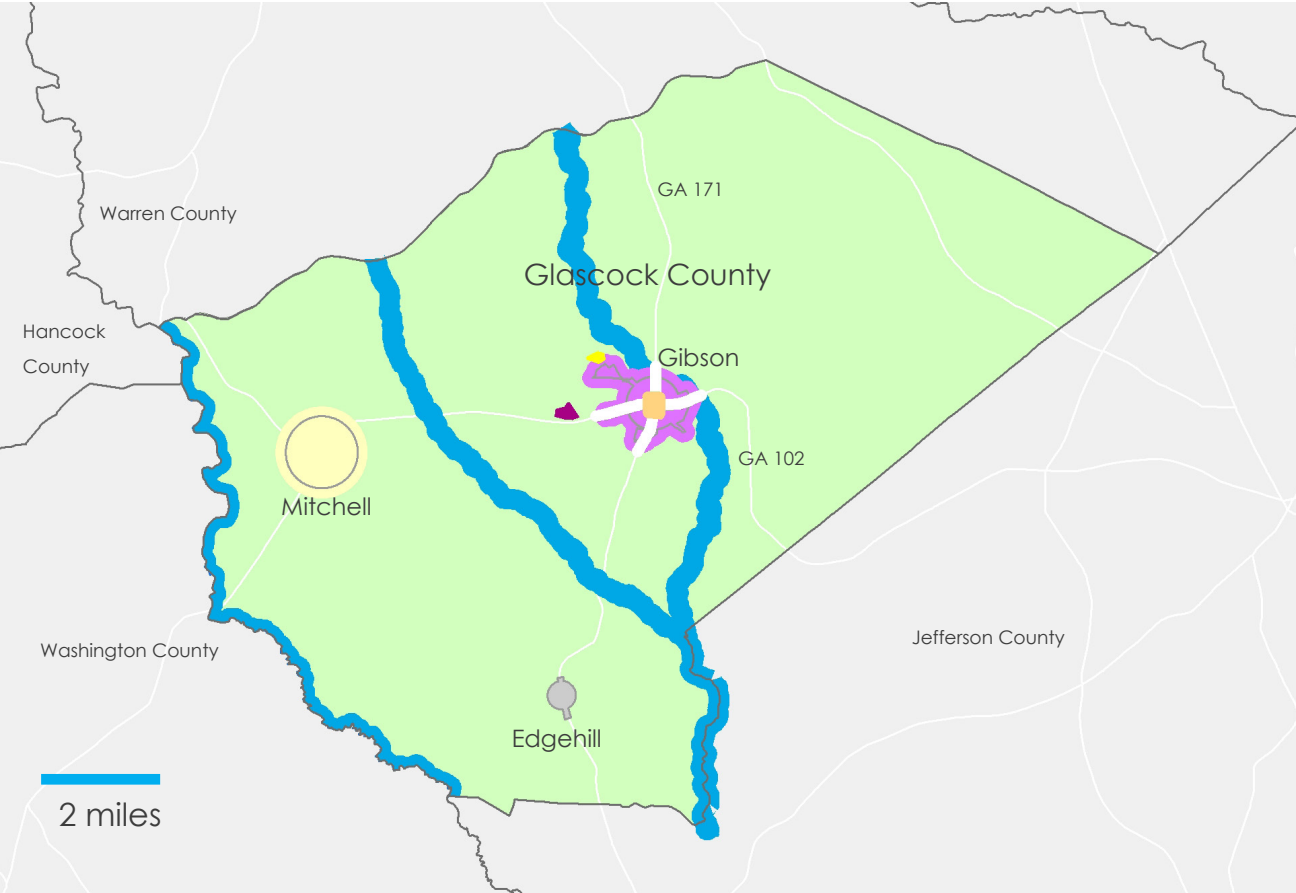 GA 171
Warren County
Glascock County
Hancock
County
Gibson
GA 102
Mitchell
Jefferson County
Washington County
Edgehill
2 miles